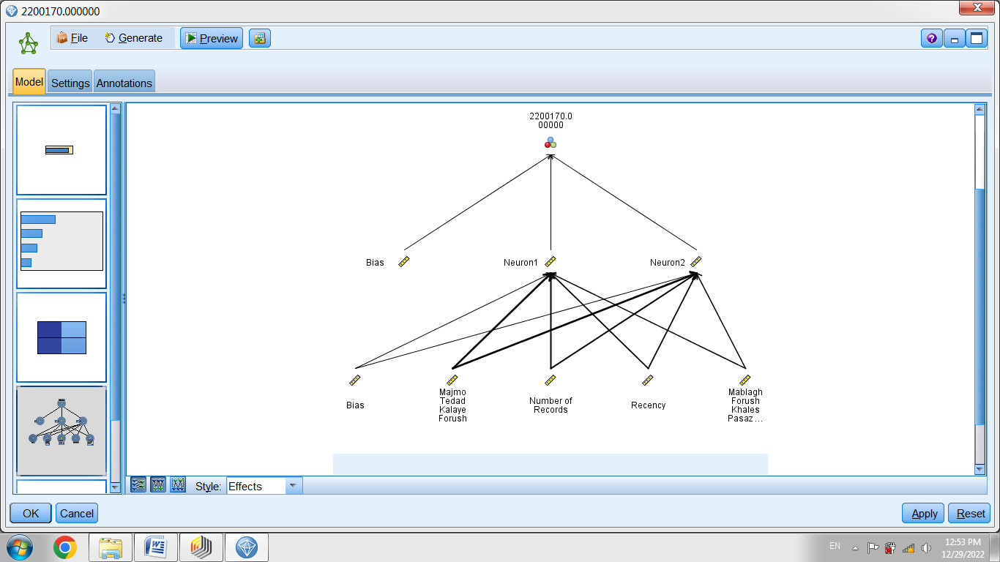 2200170.000000
File Generate Preview
Model Settings Annotations
2200170.0
00000
Bias Neuron1 Neuron2
Bias
Majmo
Tedad
Kalaye
Forush
Number of
Records
Recency
Mablagh
Forush
Khales
Pasaz...
Style: Effects
OK Cancel Apply Reset
EN
12:53 PM
12/29/2022